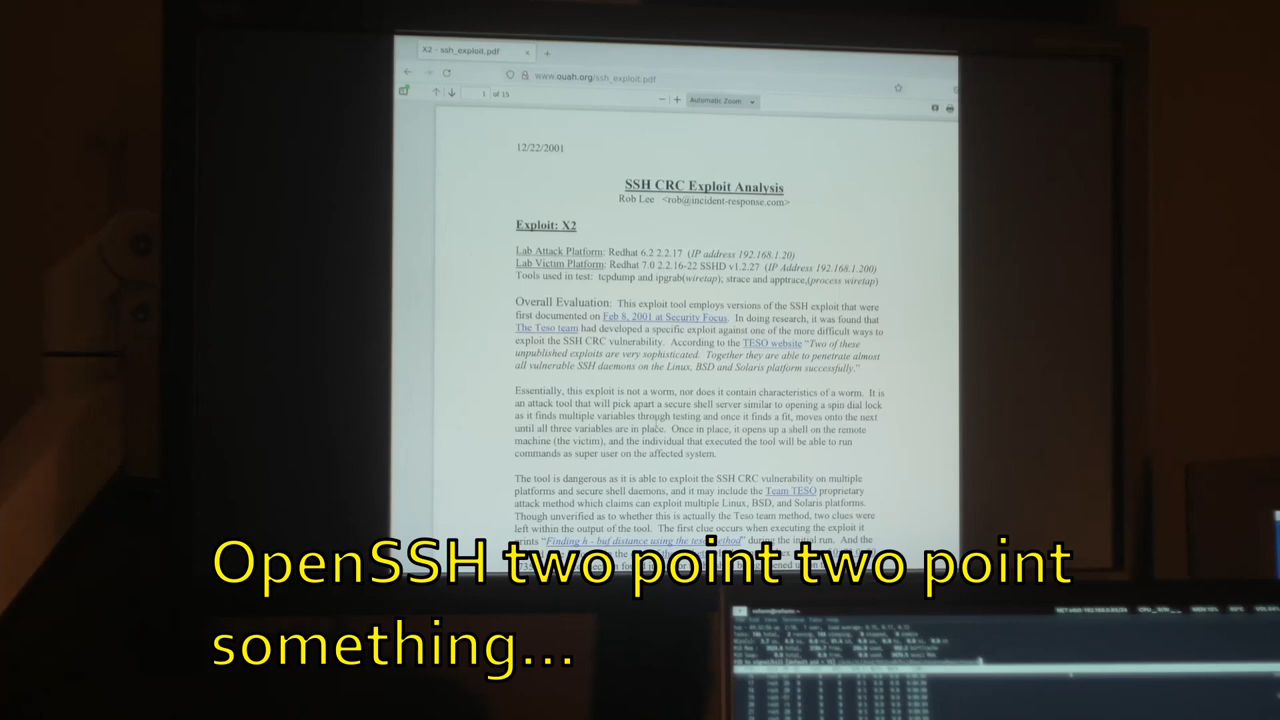 X2 - ssh_exploit.pdf
www.ouah.org/ssh_exploit.pdf
1 of 15
Automatic Zoom
12/22/2001
SSH CRC Exploit Analysis
Rob Lee <rob@incident-response.com>
Exploit: X2
Lab Attack Platform: Redhat 6.2 2.2.17 (IP address 192.168.1.20)
Lab Victim Platform: Redhat 7.0 2.2.16-22 SSHD v1.2.27 (IP Address 192.168.1.200)
Tools used in test: tcpdump and ipgrab(wiretap); strace and apptrace,(process wiretap)
Overall Evaluation: This exploit tool employs versions of the SSH exploit that were
first documented on Feb 8, 2001 at Security Focus. In doing research, it was found that
The Teso team had developed a specific exploit against one of the more difficult ways to
exploit the SSH CRC vulnerability. According to the TESO website "Two of these
unpublished exploits are very sophisticated. Together they are able to penetrate almost
all vulnerable SSH daemons on the Linux, BSD and Solaris platform successfully."
Essentially, this exploit is not a worm, nor does it contain characteristics of a worm. It is
an attack tool that will pick apart a secure shell server similar to opening a spin dial lock
as it finds multiple variables through testing and once it finds a fit, moves onto the next
until all three variables are in place. Once in place, it opens up a shell on the remote
machine (the victim), and the individual that executed the tool will be able to run
commands as super user on the affected system.
The tool is dangerous as it is able to exploit the SSH CRC vulnerability on multiple
platforms and secure shell daemons, and it may include the Team TESO proprietary
attack method which claims can exploit multiple Linux, BSD, and Solaris platforms.
Though unverified as to whether this is actually the Teso team method, two clues were
left within the output of the tool. The first clue occurs when executing the exploit it
prints "Finding h - buf distance using the teso method" during the initial run. And the
OpenSSH two point two point
something...